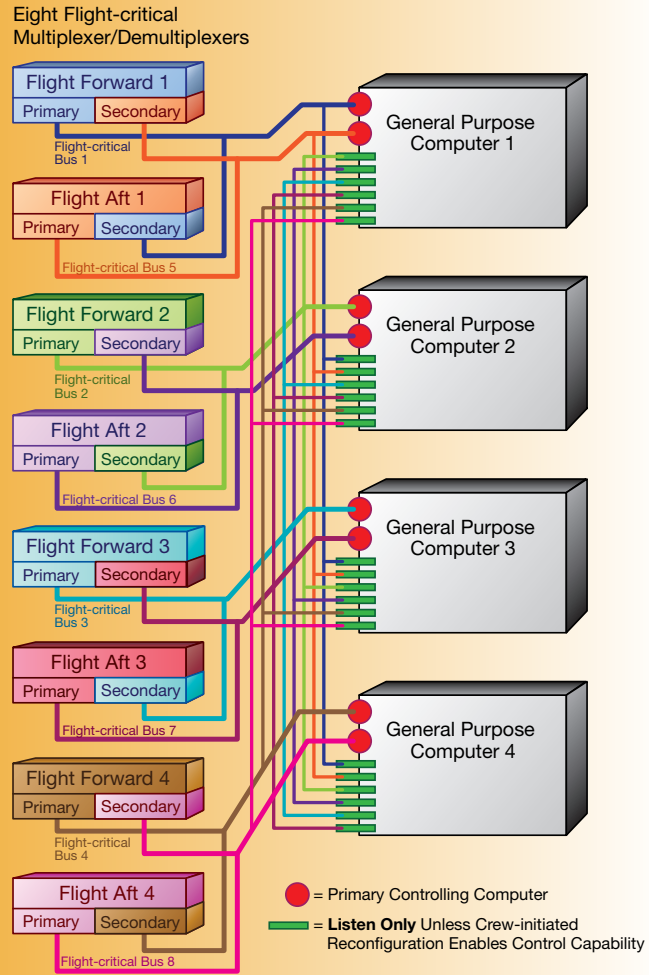 Eight Flight-critical
Multiplexer/Demultiplexers
Flight Forward 1
Primary
Secondary
Flight-critical
Bus 1
Flight Aft 1
Primary
Secondary
Flight-critical Bus 5
General Purpose
Computer 1
Flight Forward 2
Primary
Secondary
Flight-critical
Bus 2
Flight Aft 2
Primary
Secondary
Flight-critical Bus 6
General Purpose
Computer 2
Flight Forward 3
Primary
Secondary
Flight-critical
Bus 3
Flight Aft 3
Primary
Secondary
Flight-critical Bus 7
General Purpose
Computer 3
Flight Forward 4
Primary
Secondary
Flight-critical
Bus 4
Flight Aft 4
Primary
Secondary
Flight-critical Bus 8
General Purpose
Computer 4
= Primary Controlling Computer
= Listen Only Unless Crew-initiated
Reconfiguration Enables Control Capability